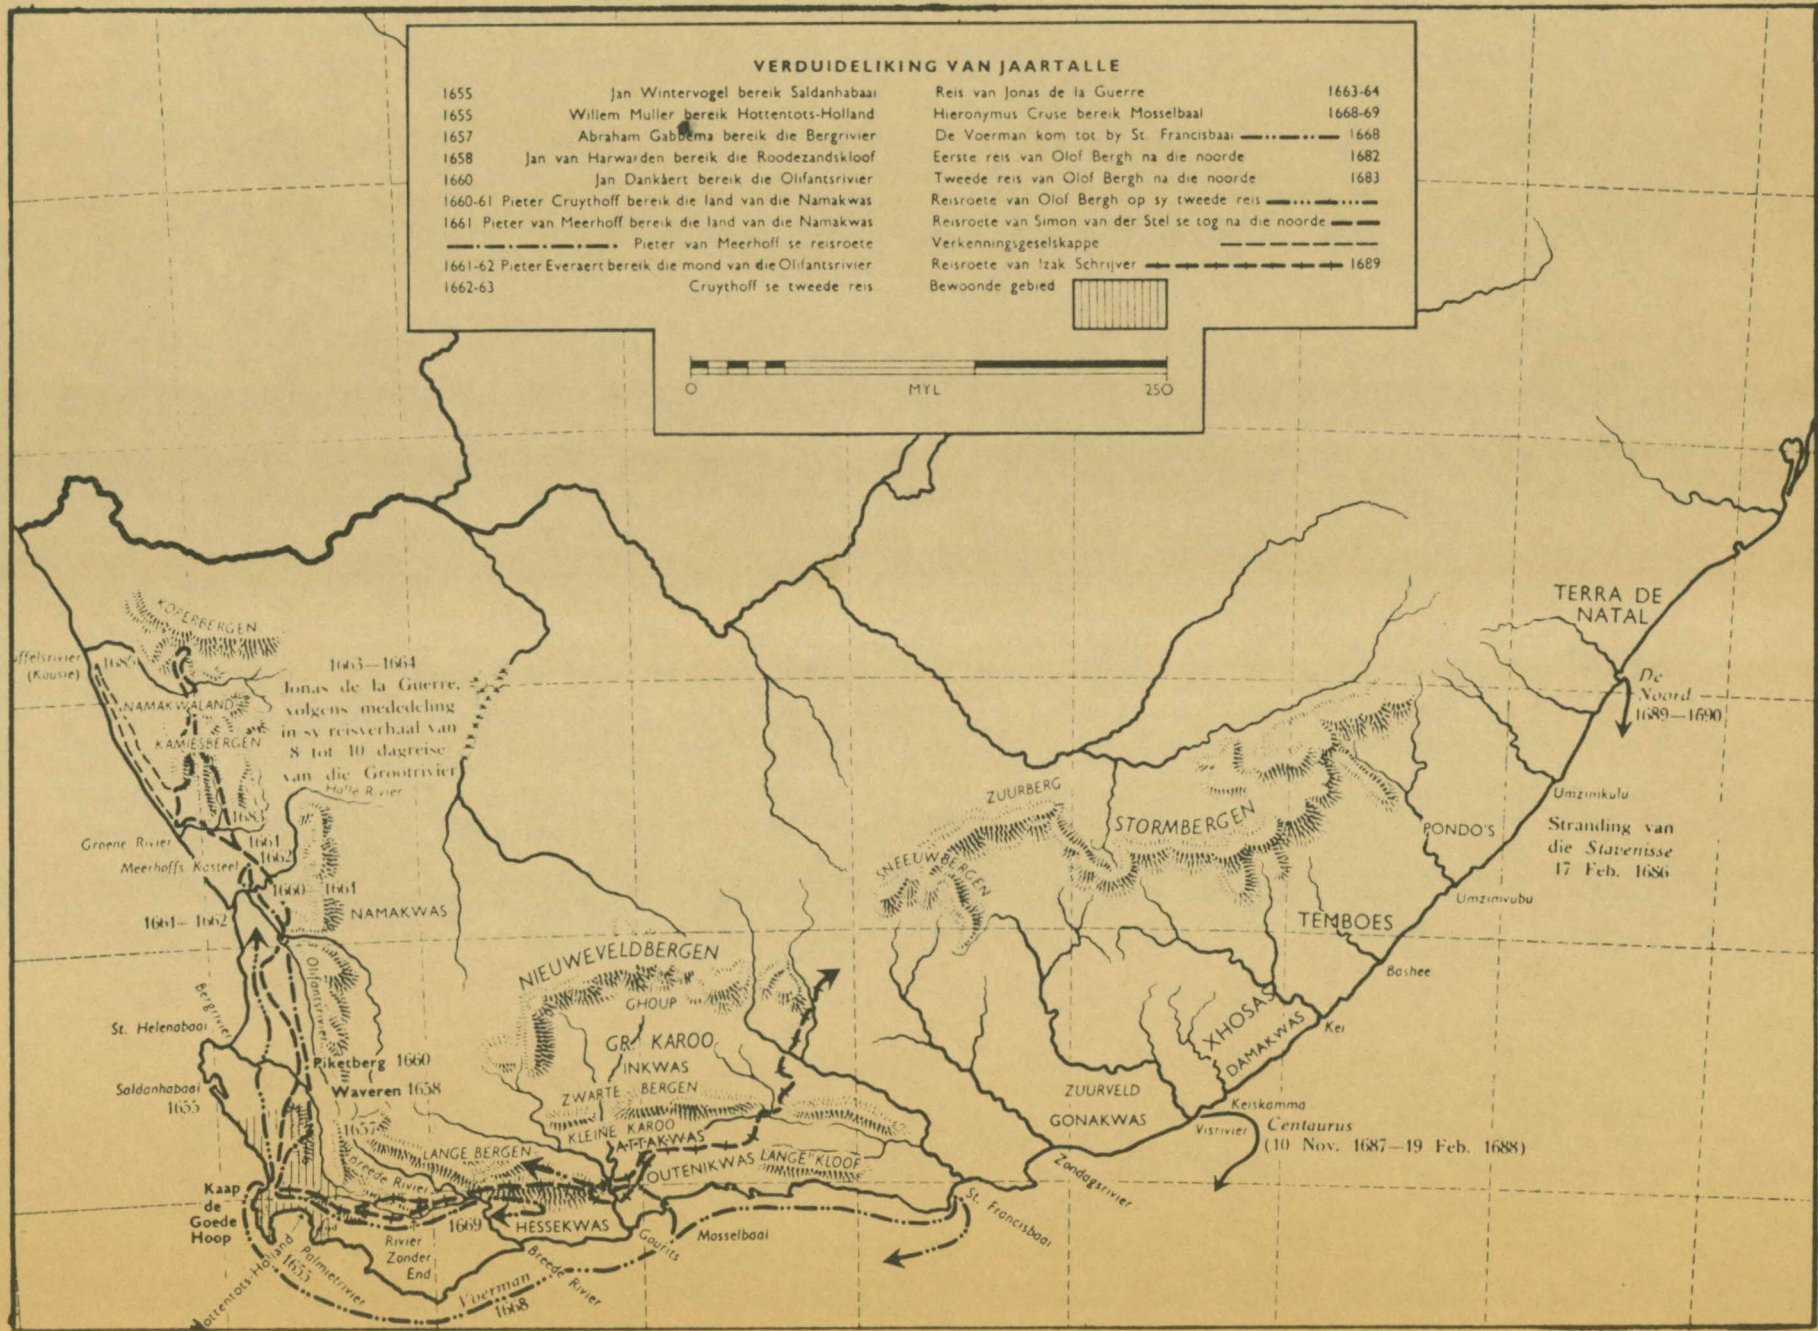 VERDUIDELIKING VAN JAARTALLE
1655 Jan Wintervogel bereik Saldanhabaai
1655 Willem Muller bereik Hottentots-Holland
1657 Abraham Gabbema bereik die Bergrivier
1658 Jan van Harwarden bereik die Roodezandskloof
1660 Jan Dankåert bereik die Olifantsrivier
1660-61 Pieter Cruythoff bereik die land van die Namakwas
1661 Pieter van Meerhoff bereik die land van die Namakwas
Pieter van Meerhoff se reisroete
1661-62 Pieter Everaert bereik die mond van die Olifantsrivier
1662-63 Cruythoff se tweede reis
Reis van Jonas de la Guerre 1663-64
Hieronymus Cruse bereik Mosselbaai 1668-69
De Voerman kom tot by St. Francisbaai 1668
Eerste reis van Olof Bergh na die noorde 1682
Tweede reis van Olof Bergh na die noorde 1683
Reisroete van Olof Bergh op sy tweede reis
Reisroete van Simon van der Stel se tog na die noorde
Verkenningsgeselskappe
Reisroete van Izak Schrijver 1689
Bewoonde gebied
0 MYL 250
KOPERBERGEN
ffelsrivier
(Kousie)
1685
NAMAKWALAND
KAMIESBERGEN
1663—1664
Jonas de la Guerre,
volgens mededeling
in sy reisverhaal van
8 tot 10 dagreise
van die Grootrivier
Holle Rivier
1683
Groene Rivier
1661
1662
Meerhoffs Kasteel
1660—1661
1661—1662
NAMAKWAS
Olifantsrivier
Bergrivier
St. Helenabaai
Piketberg 1660
Saldanhabaai
1655
Waveren 1658
1657
LANGE BERGEN
Breede Rivier
Kaap
de
Goede
Hoop
1669
HESSEKWAS
Rivier
Zonder
End
Hottentots-Holland
1655
Palmietrivier
Voerman
1668
Breede Rivier
Gourits
Mosselbaai
NIEUWEVELDBERGEN
GHOUP
GR. KAROO
INKWAS
ZWARTE BERGEN
KLEINE KAROO
ATTAKWAS
OUTENIKWAS
LANGE KLOOF
St. Francisbaai
Zondagsrivier
SNEEUWBERGEN
ZUURBERG
STORMBERGEN
TEMBOES
PONDO'S
XHOSAS
DAMAKWAS
ZUURVELD
GONAKWAS
Visrivier
Keiskamma
Centaurus
(10 Nov. 1687—19 Feb. 1688)
Kei
Bashee
Umzimvubu
Umzimkulu
Stranding van
die Stavenisse
17 Feb. 1686
TERRA DE
NATAL
De
Noord
1689—1690